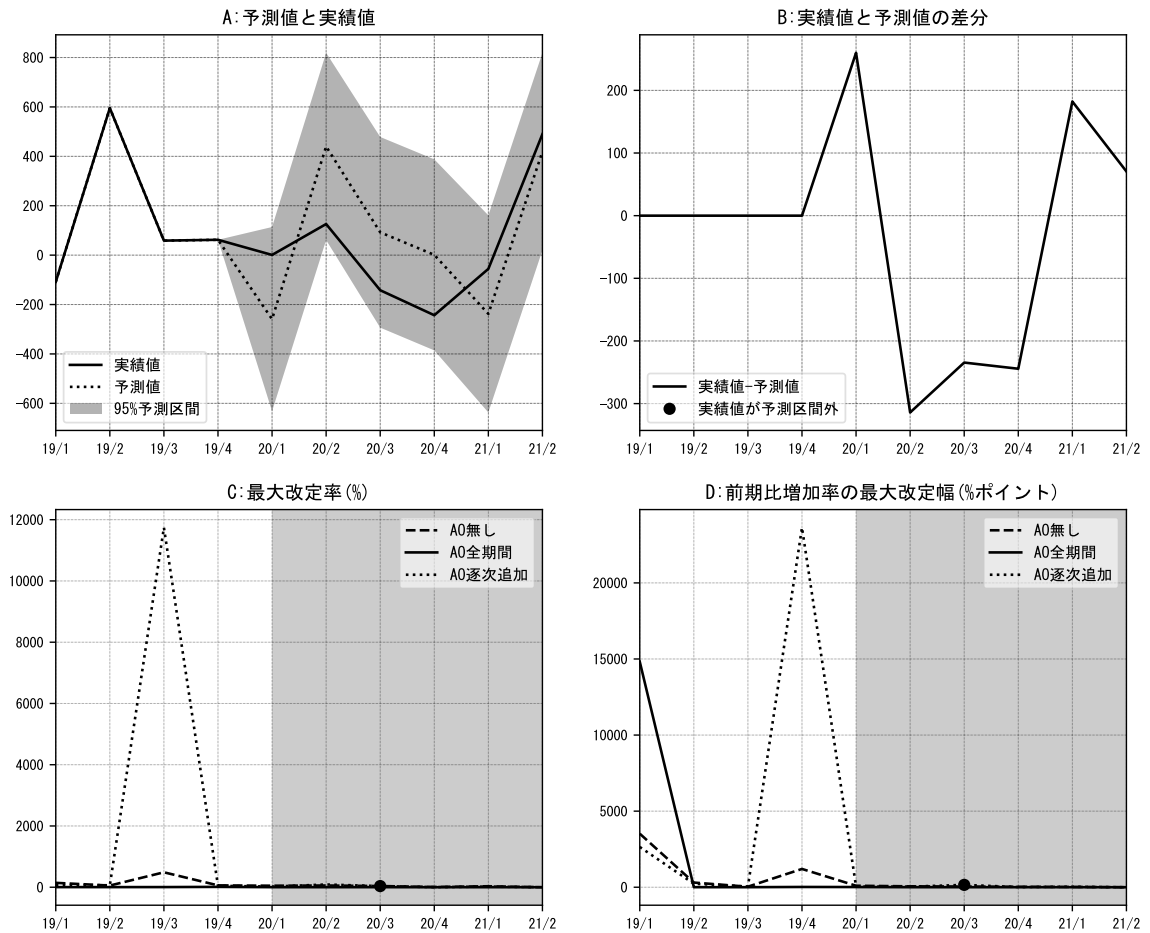 A:予測値と実績値
800
600
400
200
0
−200
−400
−600
実績値
予測値
95%予測区間
19/1 19/2 19/3 19/4 20/1 20/2 20/3 20/4 21/1 21/2
B:実績値と予測値の差分
200
100
0
−100
−200
−300
実績値−予測値
実績値が予測区間外
19/1 19/2 19/3 19/4 20/1 20/2 20/3 20/4 21/1 21/2
C:最大改定率(%)
12000
10000
8000
6000
4000
2000
0
AO無し
AO全期間
AO逐次追加
19/1 19/2 19/3 19/4 20/1 20/2 20/3 20/4 21/1 21/2
D:前期比増加率の最大改定幅(%ポイント)
20000
15000
10000
5000
0
AO無し
AO全期間
AO逐次追加
19/1 19/2 19/3 19/4 20/1 20/2 20/3 20/4 21/1 21/2